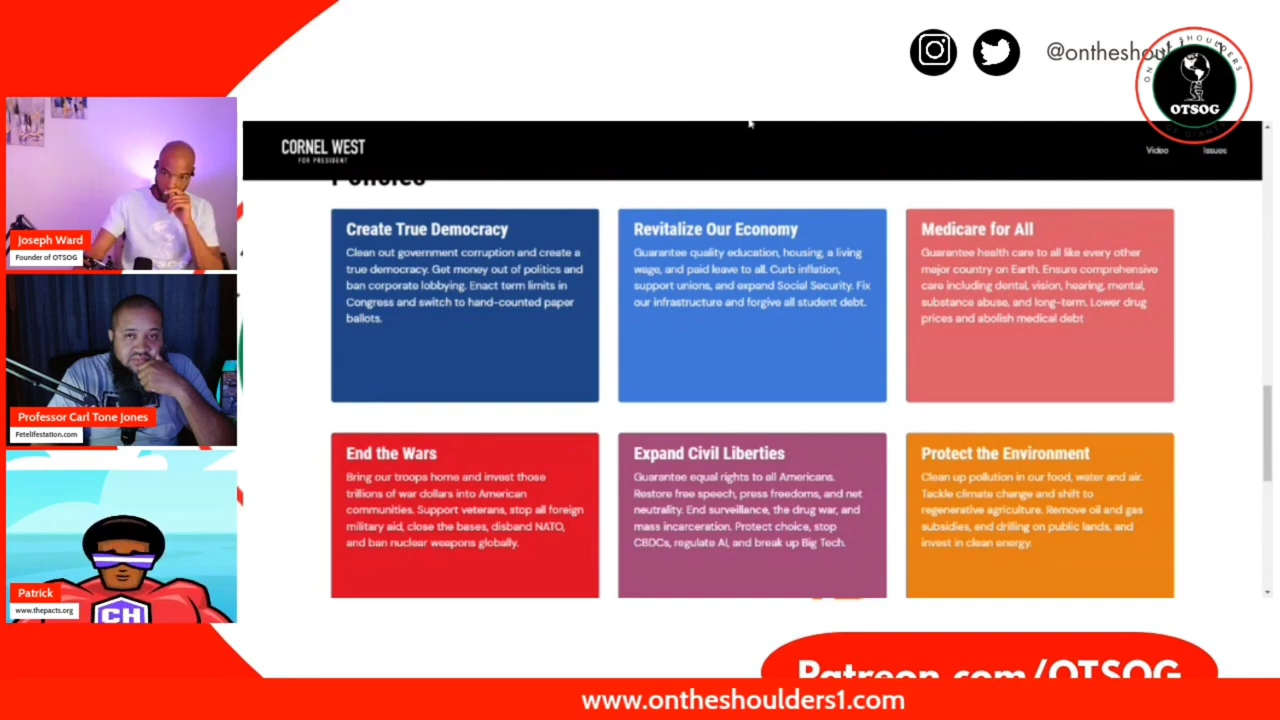 @ontheshoul
ON THE SHOULDERS
OTSOG
OF GIANTS
CORNEL WEST
FOR PRESIDENT
Video
Issues
Policies
Create True Democracy
Clean out government corruption and create a
true democracy. Get money out of politics and
ban corporate lobbying. Enact term limits in
Congress and switch to hand-counted paper
ballots.
Revitalize Our Economy
Guarantee quality education, housing, a living
wage, and paid leave to all. Curb inflation,
support unions, and expand Social Security. Fix
our infrastructure and forgive all student debt.
Medicare for All
Guarantee health care to all like every other
major country on Earth. Ensure comprehensive
care including dental, vision, hearing, mental,
substance abuse, and long-term. Lower drug
prices and abolish medical debt
End the Wars
Bring our troops home and invest those
trillions of war dollars into American
communities. Support veterans, stop all foreign
military aid, close the bases, disband NATO,
and ban nuclear weapons globally.
Expand Civil Liberties
Guarantee equal rights to all Americans.
Restore free speech, press freedoms, and net
neutrality. End surveillance, the drug war, and
mass incarceration. Protect choice, stop
CBDCs, regulate AI, and break up Big Tech.
Protect the Environment
Clean up pollution in our food, water and air.
Tackle climate change and shift to
regenerative agriculture. Remove oil and gas
subsidies, end drilling on public lands, and
invest in clean energy.
Joseph Ward
Founder of OTSOG
Professor Carl Tone Jones
Fetelifestation.com
Patrick
www.thepacts.org
CH
Patreon.com/OTSOG
www.ontheshoulders1.com